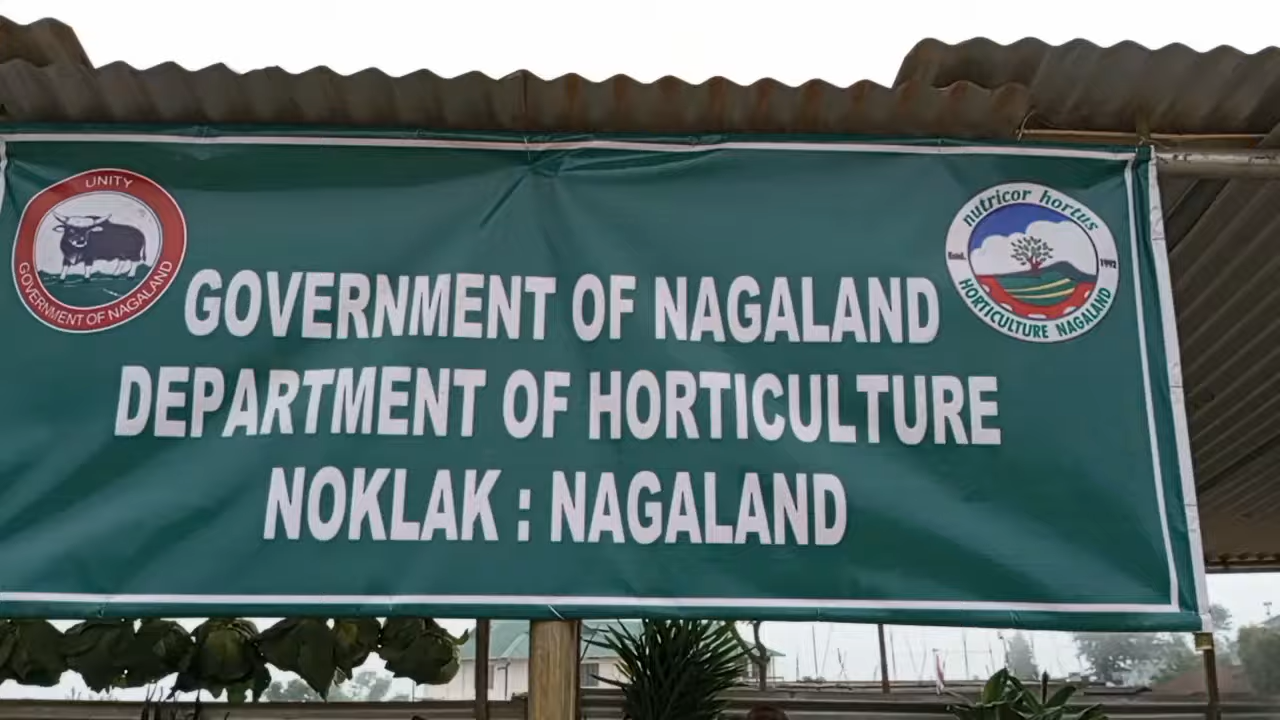 UNITY
GOVERNMENT OF NAGALAND
nutricor hortus
Estd. 1992
HORTICULTURE NAGALAND
GOVERNMENT OF NAGALAND
DEPARTMENT OF HORTICULTURE
NOKLAK : NAGALAND